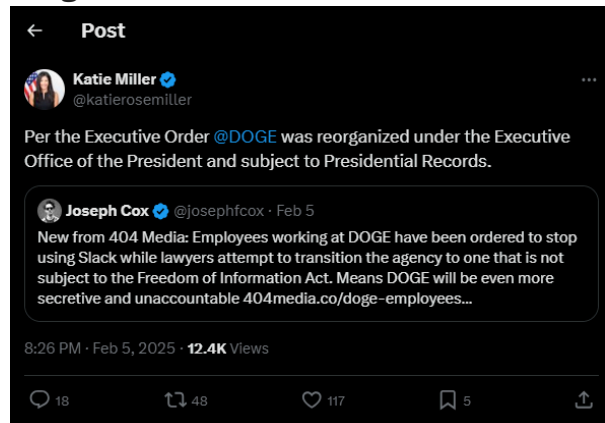 Post
Katie Miller
@katierosemiller
Per the Executive Order @DOGE was reorganized under the Executive
Office of the President and subject to Presidential Records.
Joseph Cox @josephfcox · Feb 5
New from 404 Media: Employees working at DOGE have been ordered to stop
using Slack while lawyers attempt to transition the agency to one that is not
subject to the Freedom of Information Act. Means DOGE will be even more
secretive and unaccountable 404media.co/doge-employees...
8:26 PM · Feb 5, 2025 · 12.4K Views
18 48 117 5